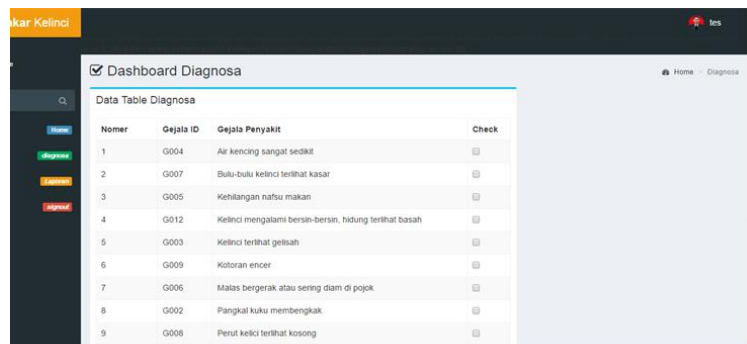 kar Kelinci
tes
Dashboard Diagnosa
Home > Diagnosa
Data Table Diagnosa
Home
diagnosa
Laporan
signout
Nomer Gejala ID Gejala Penyakit Check
1 G004 Air kencing sangat sedikit
2 G007 Bulu-bulu kelinci terlihat kasar
3 G005 Kehilangan nafsu makan
4 G012 Kelinci mengalami bersin-bersin, hidung terlihat basah
5 G003 Kelinci terlihat gelisah
6 G009 Kotoran encer
7 G006 Malas bergerak atau sering diam di pojok
8 G002 Pangkal kuku membengkak
9 G008 Perut kelici terlihat kosong